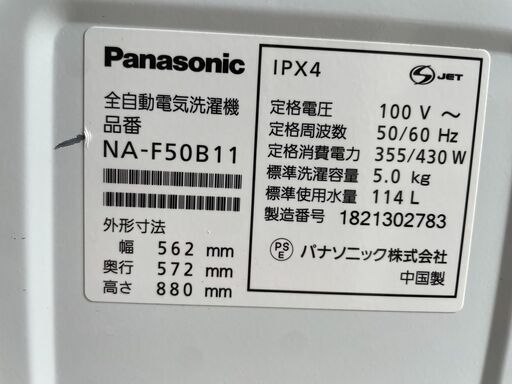 Panasonic
全自動電気洗濯機
品番
NA-F50B11
外形寸法
幅 562 mm
奥行 572 mm
高さ 880 mm
IPX4
S JET
定格電圧 100 V ～
定格周波数 50/60 Hz
定格消費電力 355/430 W
標準洗濯容量 5.0 kg
標準使用水量 114 L
製造番号 1821302783
PS
E
パナソニック株式会社
中国製